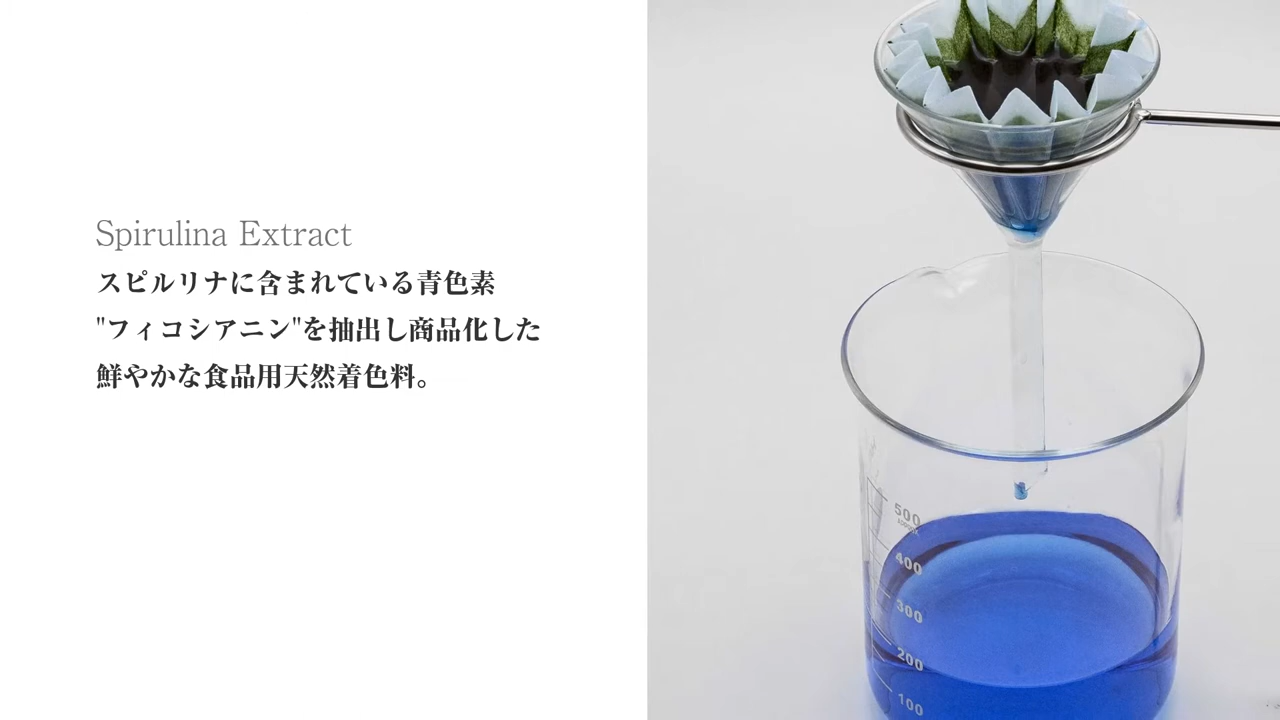 Spirulina Extract
スピルリナに含まれている青色素
"フィコシアニン"を抽出し商品化した
鮮やかな食品用天然着色料。
500
400
300
200
100